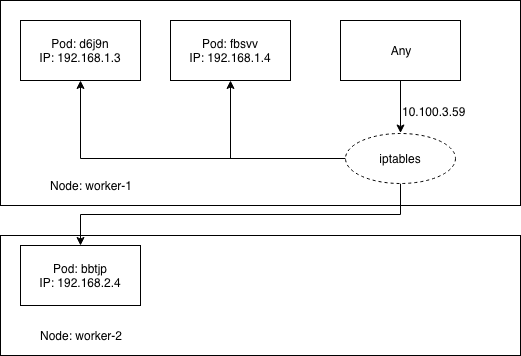 Pod: d6j9n
IP: 192.168.1.3
Pod: fbsvv
IP: 192.168.1.4
Any
10.100.3.59
iptables
Node: worker-1
Pod: bbtjp
IP: 192.168.2.4
Node: worker-2